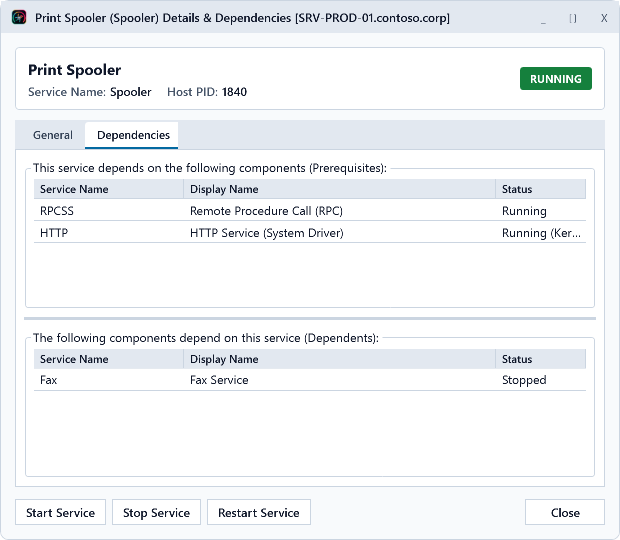 Print Spooler (Spooler) Details & Dependencies [SRV-PROD-01.contoso.corp]
Print Spooler
Service Name: Spooler Host PID: 1840
RUNNING
General Dependencies
This service depends on the following components (Prerequisites):
Service Name Display Name Status
RPCSS Remote Procedure Call (RPC) Running
HTTP HTTP Service (System Driver) Running (Ker...
The following components depend on this service (Dependents):
Service Name Display Name Status
Fax Fax Service Stopped
Start Service Stop Service Restart Service Close